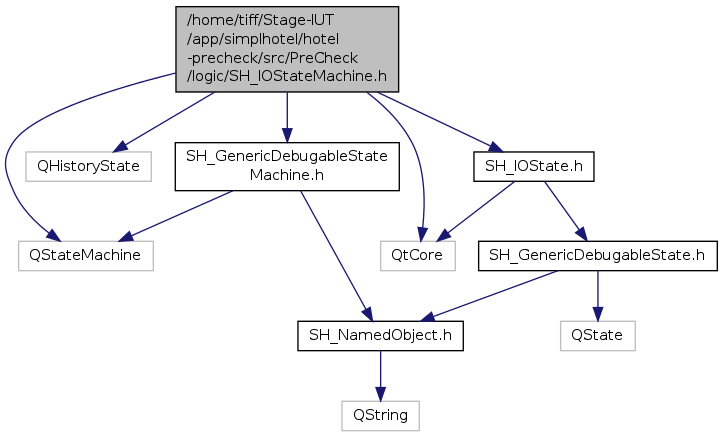 /home/tiff/Stage-IUT
/app/simplhotel/hotel
-precheck/src/PreCheck
/logic/SH_IOStateMachine.h
QHistoryState
SH_GenericDebugableState
Machine.h
SH_IOState.h
QStateMachine
QtCore
SH_GenericDebugableState.h
SH_NamedObject.h
QState
QString